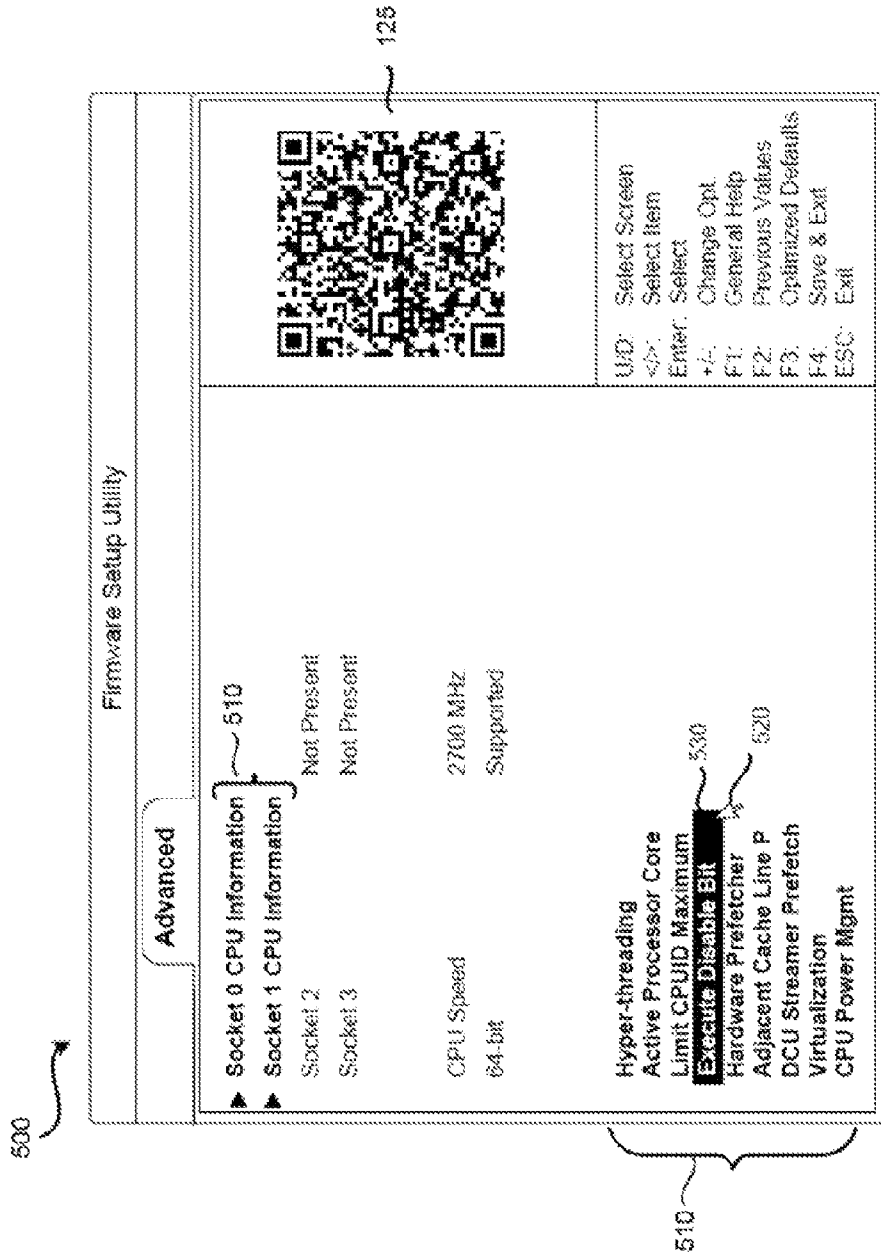 500
Firmware Setup Utility
Advanced
Socket 0 CPU Information
Socket 1 CPU Information
510
Socket 2 Not Present
Socket 3 Not Present
CPU Speed 2700 MHz
64-bit Supported
Hyper-threading
Active Processor Core
Limit CPUID Maximum
Execute Disable Bit
530
Hardware Prefetcher
520
Adjacent Cache Line P
DCU Streamer Prefetch
Virtualization
CPU Power Mgmt
510
125
U/D: Select Screen
</>: Select Item
Enter: Select
+/-: Change Opt.
F1: General Help
F2: Previous Values
F3: Optimized Defaults
F4: Save & Exit
ESC: Exit